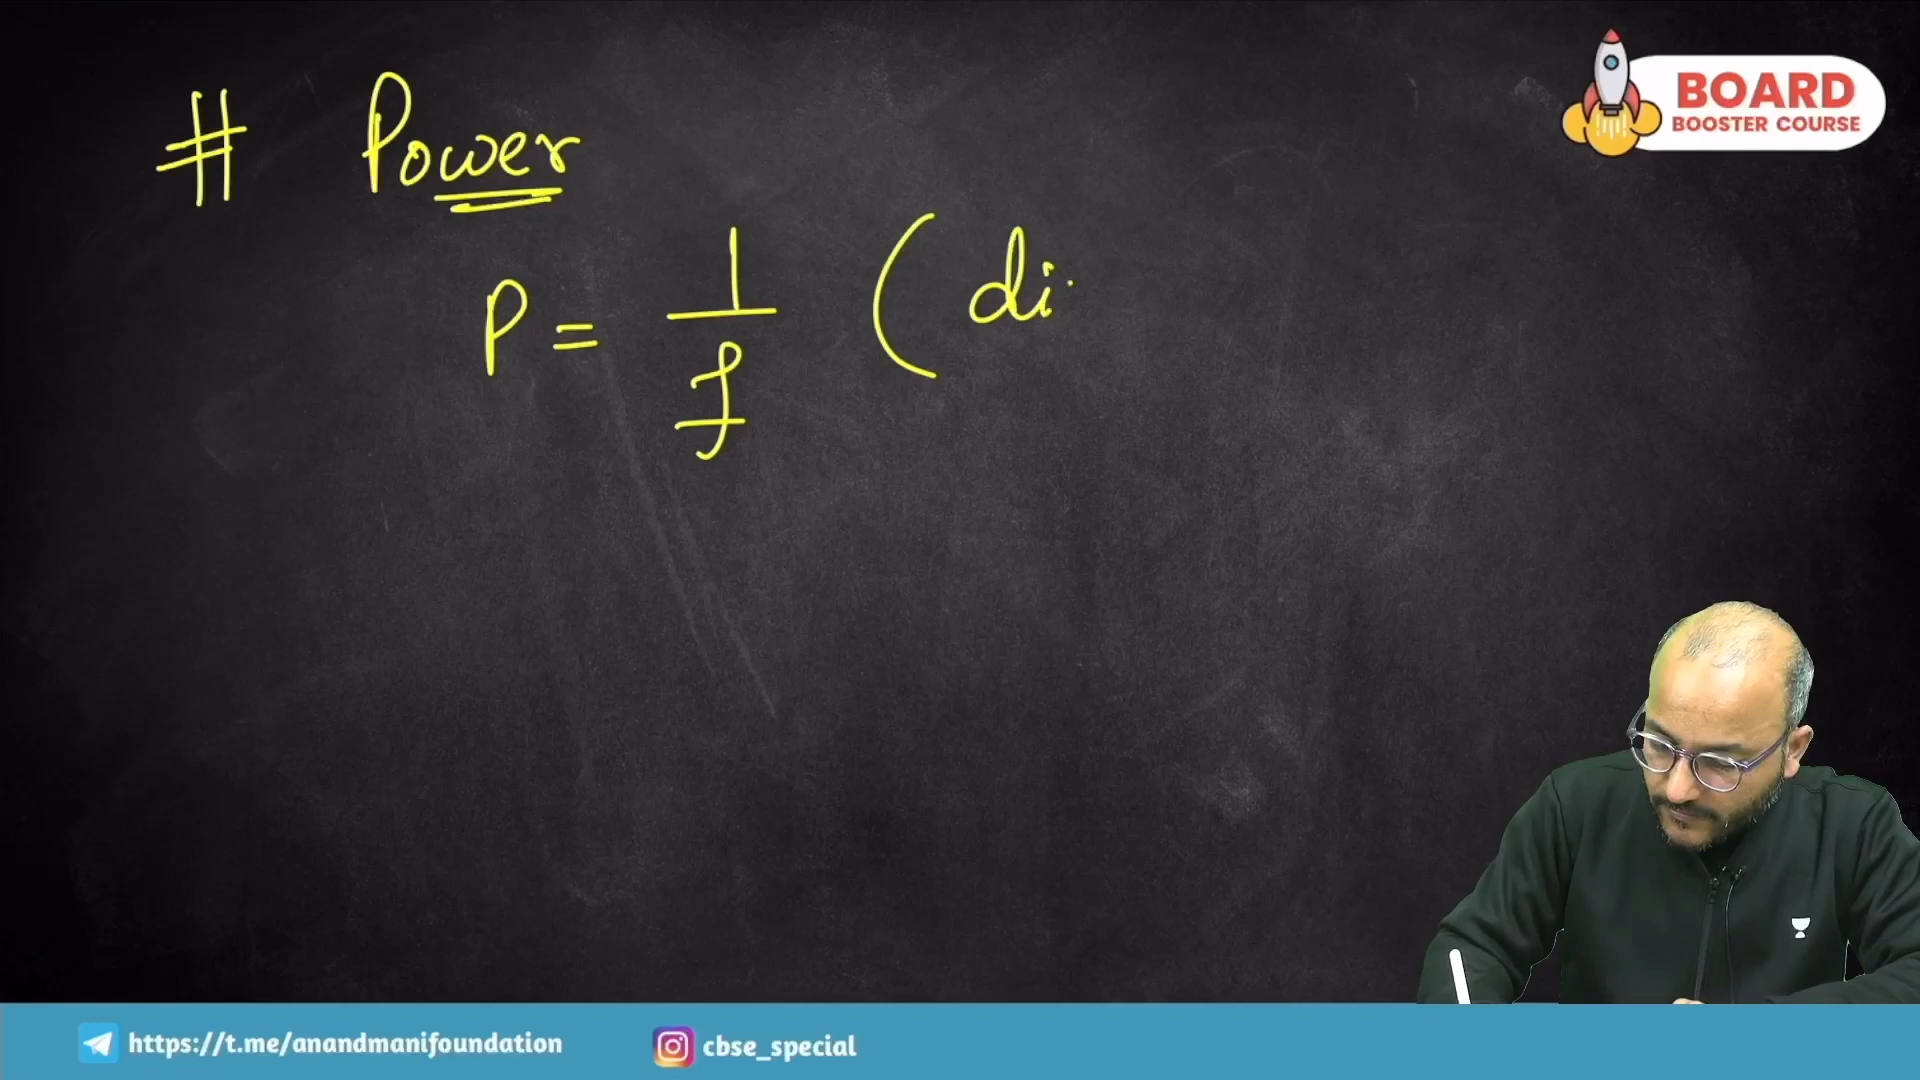 # Power
P = 1/f ( di
BOARD
BOOSTER COURSE
https://t.me/anandmanifoundation
cbse_special